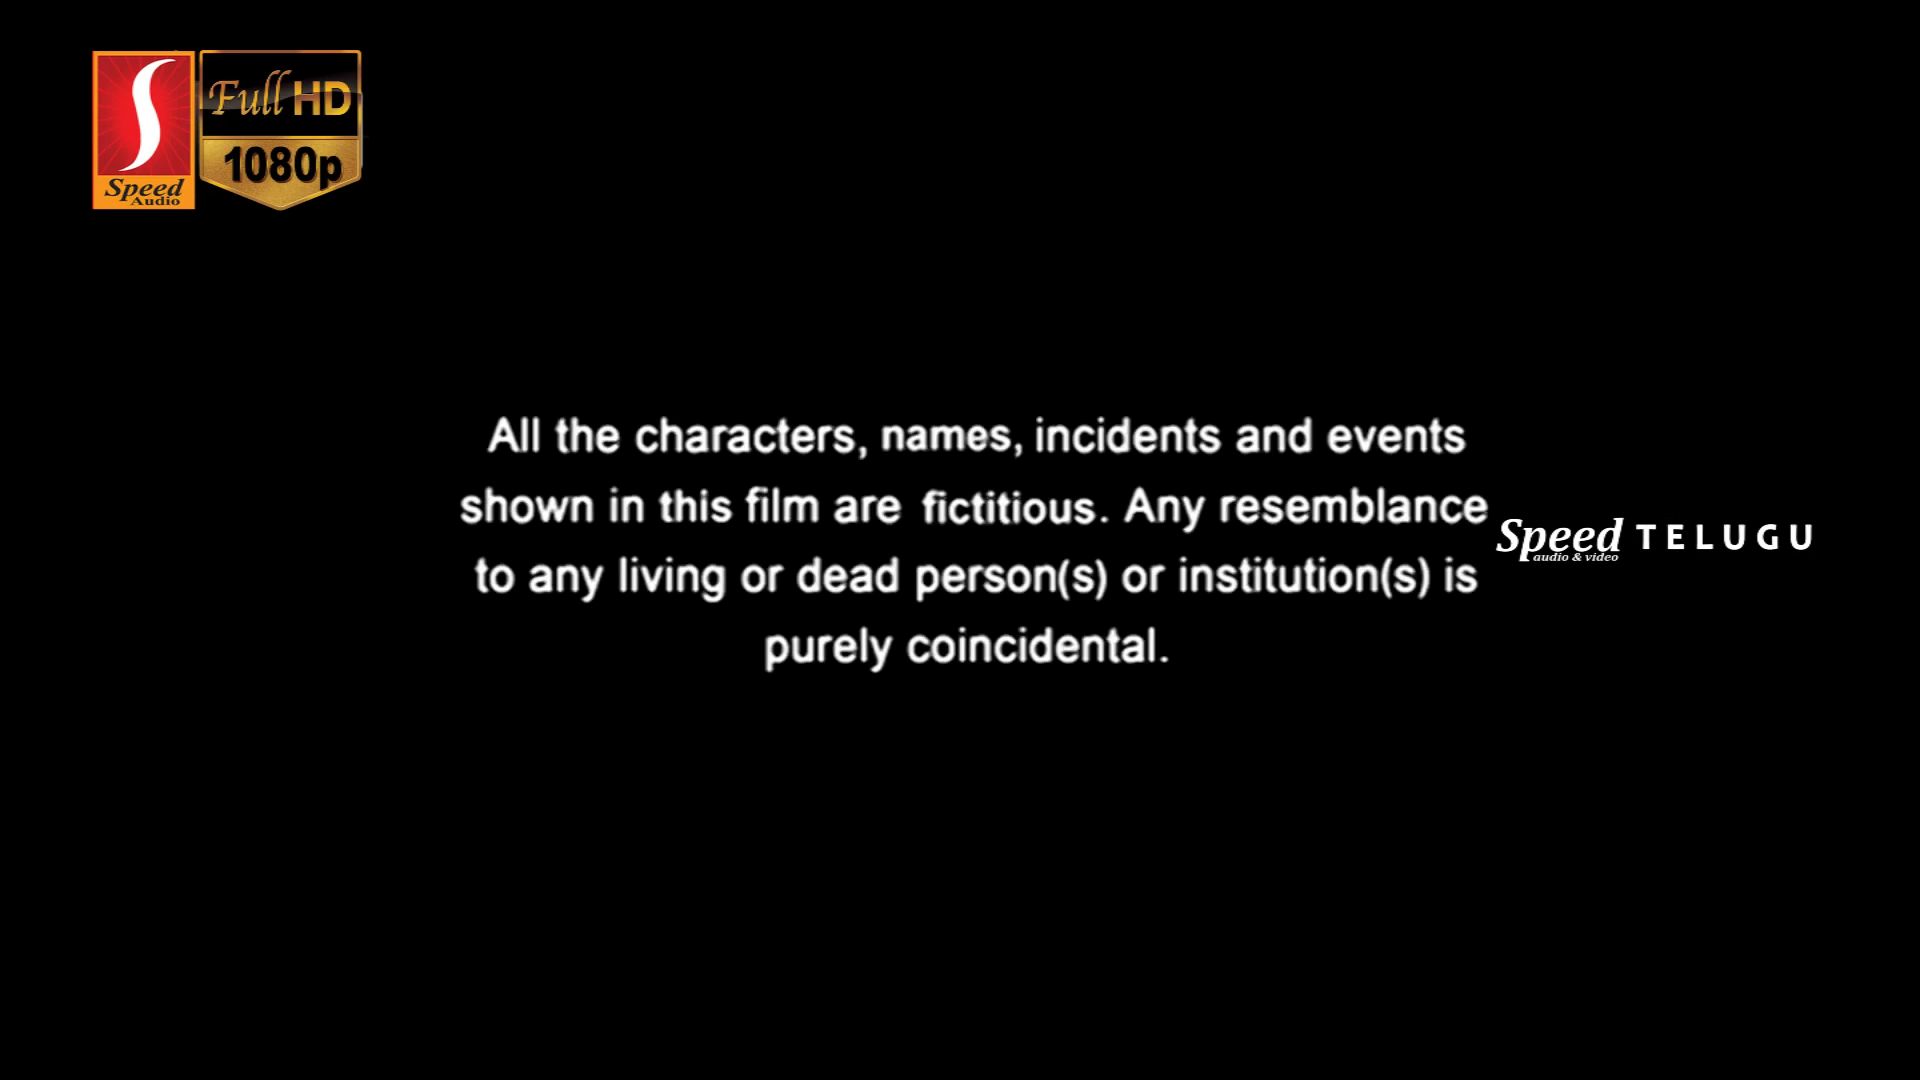 Full HD
1080p
Speed
Audio
All the characters, names, incidents and events
shown in this film are fictitious. Any resemblance
to any living or dead person(s) or institution(s) is
purely coincidental.
Speed TELUGU
audio & video